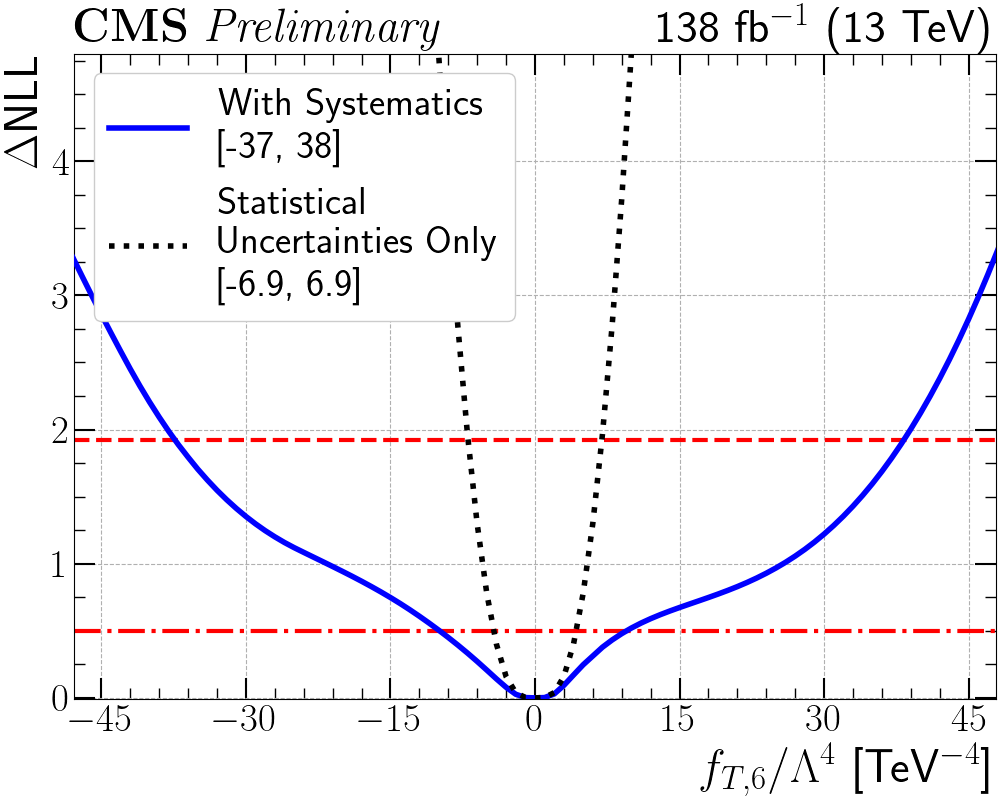 CMS Preliminary 138 fb⁻¹ (13 TeV)
ΔNLL
With Systematics
[-37, 38]
Statistical
Uncertainties Only
[-6.9, 6.9]
4
3
2
1
0
−45 −30 −15 0 15 30 45
f_{T,6}/Λ⁴ [TeV⁻⁴]